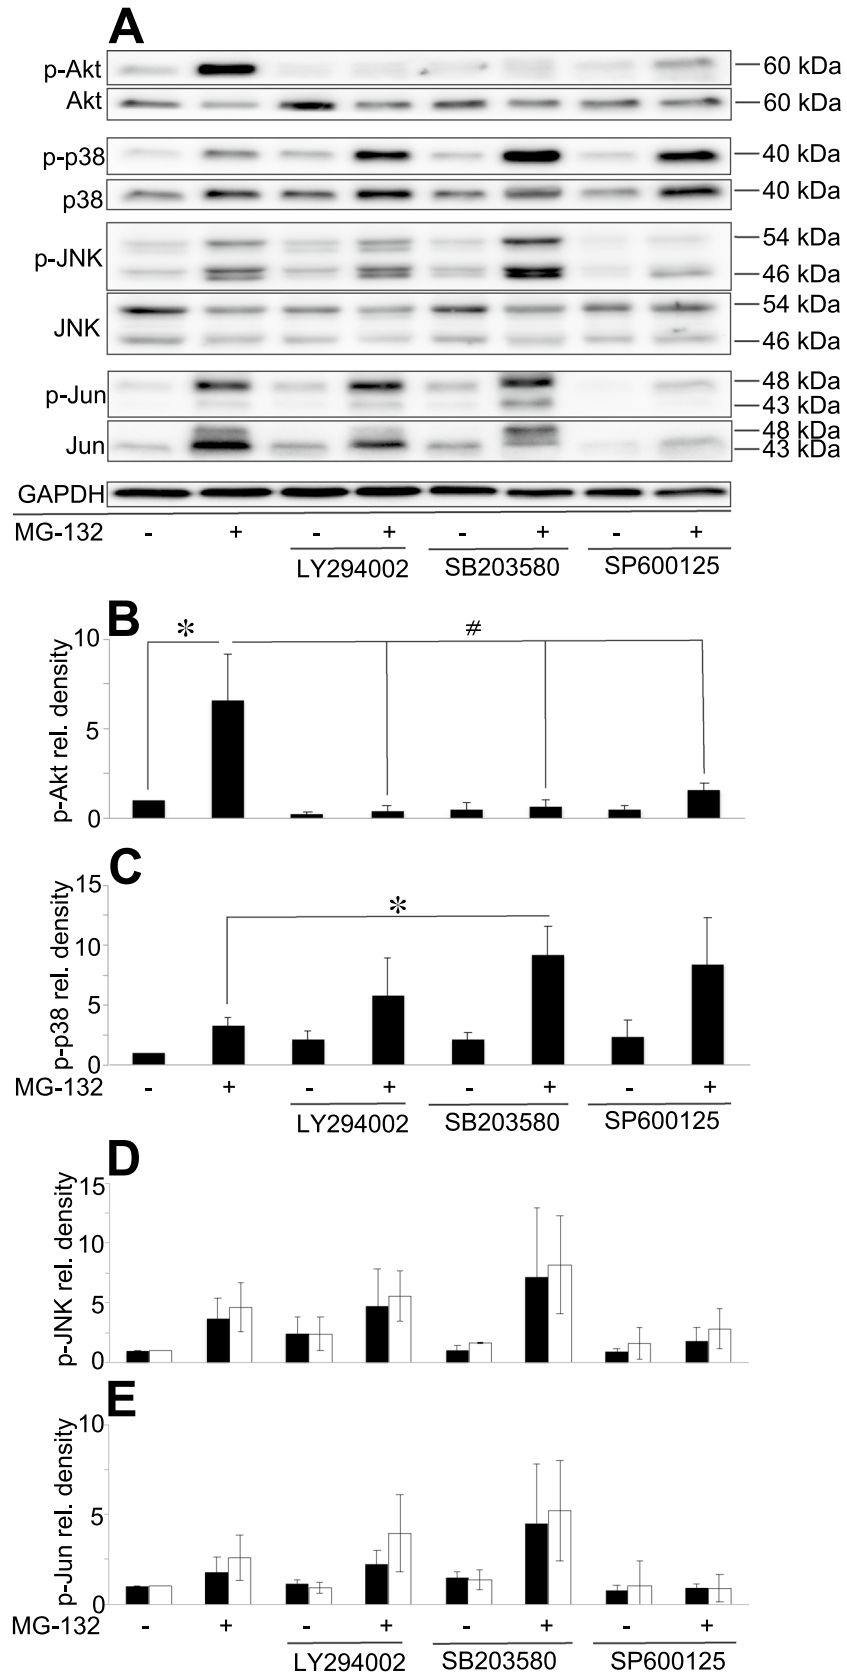 A
p-Akt
60 kDa
Akt
60 kDa
p-p38
40 kDa
p38
40 kDa
p-JNK
54 kDa
46 kDa
JNK
54 kDa
46 kDa
p-Jun
48 kDa
43 kDa
Jun
48 kDa
43 kDa
GAPDH
MG-132 - + - + - + - +
LY294002 SB203580 SP600125
B
p-Akt rel. density
10
5
0
* #
C
p-p38 rel. density
15
10
5
0
*
MG-132 - + - + - + - +
LY294002 SB203580 SP600125
D
p-JNK rel. density
15
10
5
0
E
p-Jun rel. density
10
5
0
MG-132 - + - + - + - +
LY294002 SB203580 SP600125